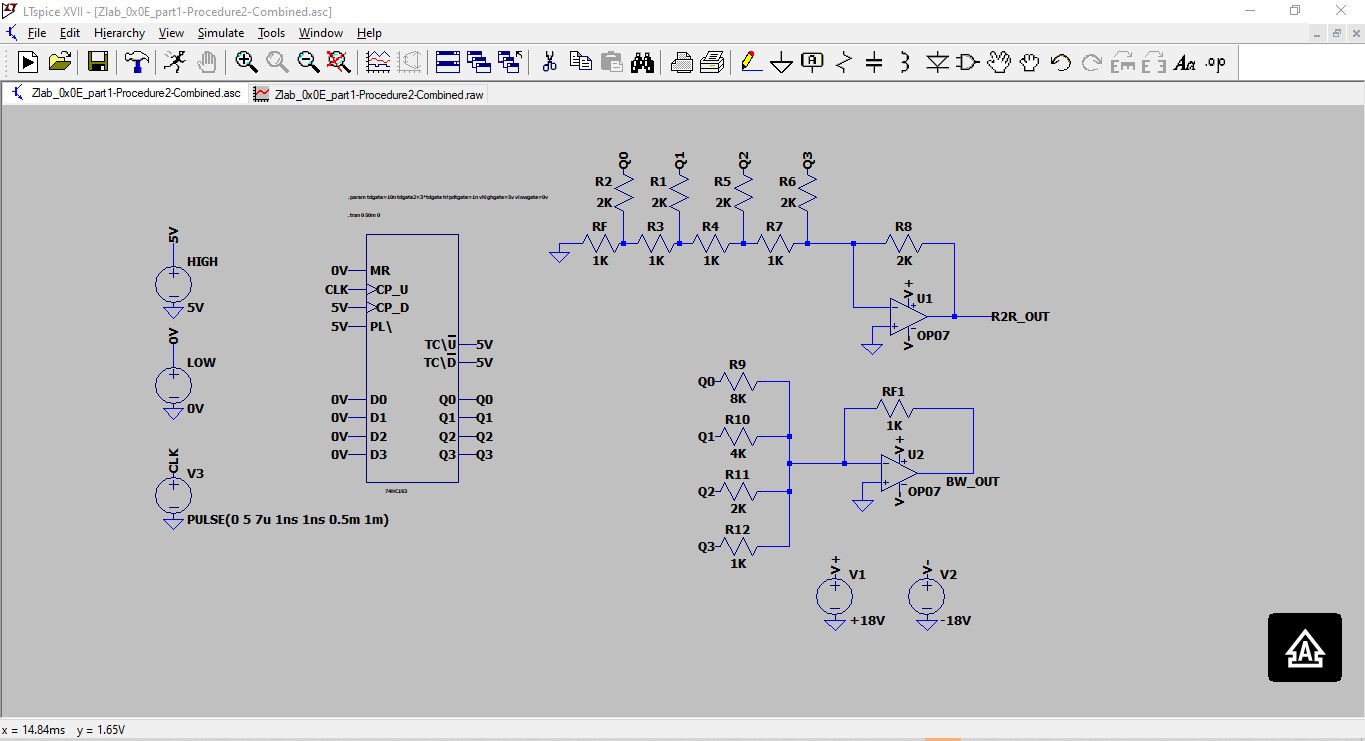 LTspice XVII - [Zlab_0x0E_part1-Procedure2-Combined.asc]
File Edit Hierarchy View Simulate Tools Window Help
Zlab_0x0E_part1-Procedure2-Combined.asc Zlab_0x0E_part1-Procedure2-Combined.raw
.param tdgate=10n tdgate2=3*tdgate trfpdtgate=1n vhighgate=5v vlowgate=0v
.tran 0 50m 0
5V
HIGH
5V
0V
LOW
0V
CLK
V3
PULSE(0 5 7u 1ns 1ns 0.5m 1m)
0V MR
CLK CP_U
5V CP_D
5V PL\
TC\U 5V
TC\D 5V
0V D0 Q0 Q0
0V D1 Q1 Q1
0V D2 Q2 Q2
0V D3 Q3 Q3
74HC193
Q0 Q1 Q2 Q3
R2 R1 R5 R6
2K 2K 2K 2K
RF R3 R4 R7 R8
1K 1K 1K 1K 2K
V+
U1
R2R_OUT
OP07
V-
R9
Q0
8K
R10
Q1
4K
R11
Q2
2K
R12
Q3
1K
RF1
1K
V+
U2
BW_OUT
OP07
V-
V+
V1
+18V
V-
V2
-18V
A
x = 14.84ms y = 1.65V